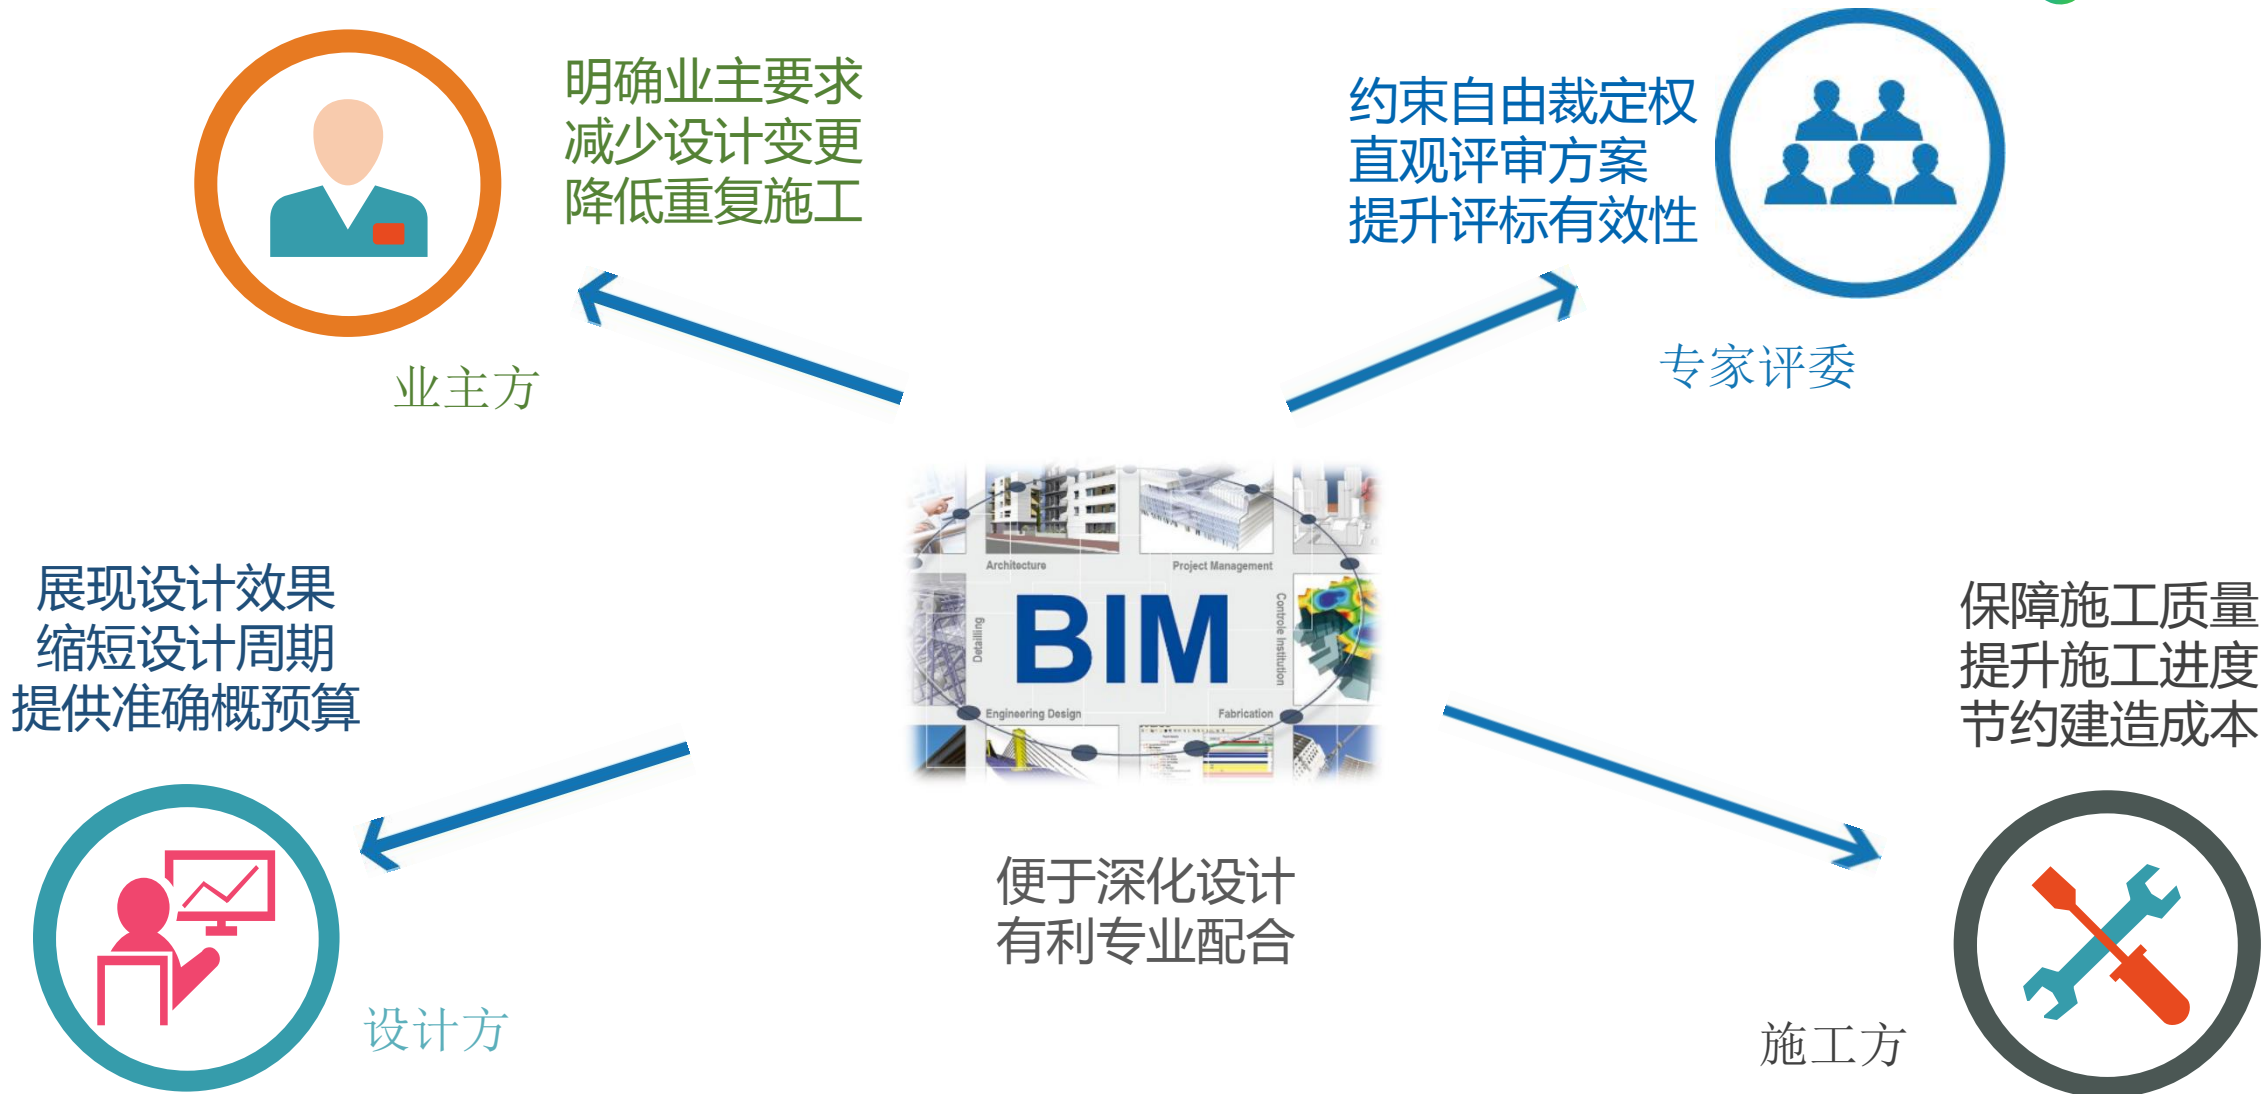 明确业主要求
减少设计变更
降低重复施工
业主方
约束自由裁定权
直观评审方案
提升评标有效性
专家评委
展现设计效果
缩短设计周期
提供准确概预算
设计方
Architecture
Project Management
Detailling
BIM
Controle Institution
Engineering Design
Fabrication
便于深化设计
有利专业配合
保障施工质量
提升施工进度
节约建造成本
施工方